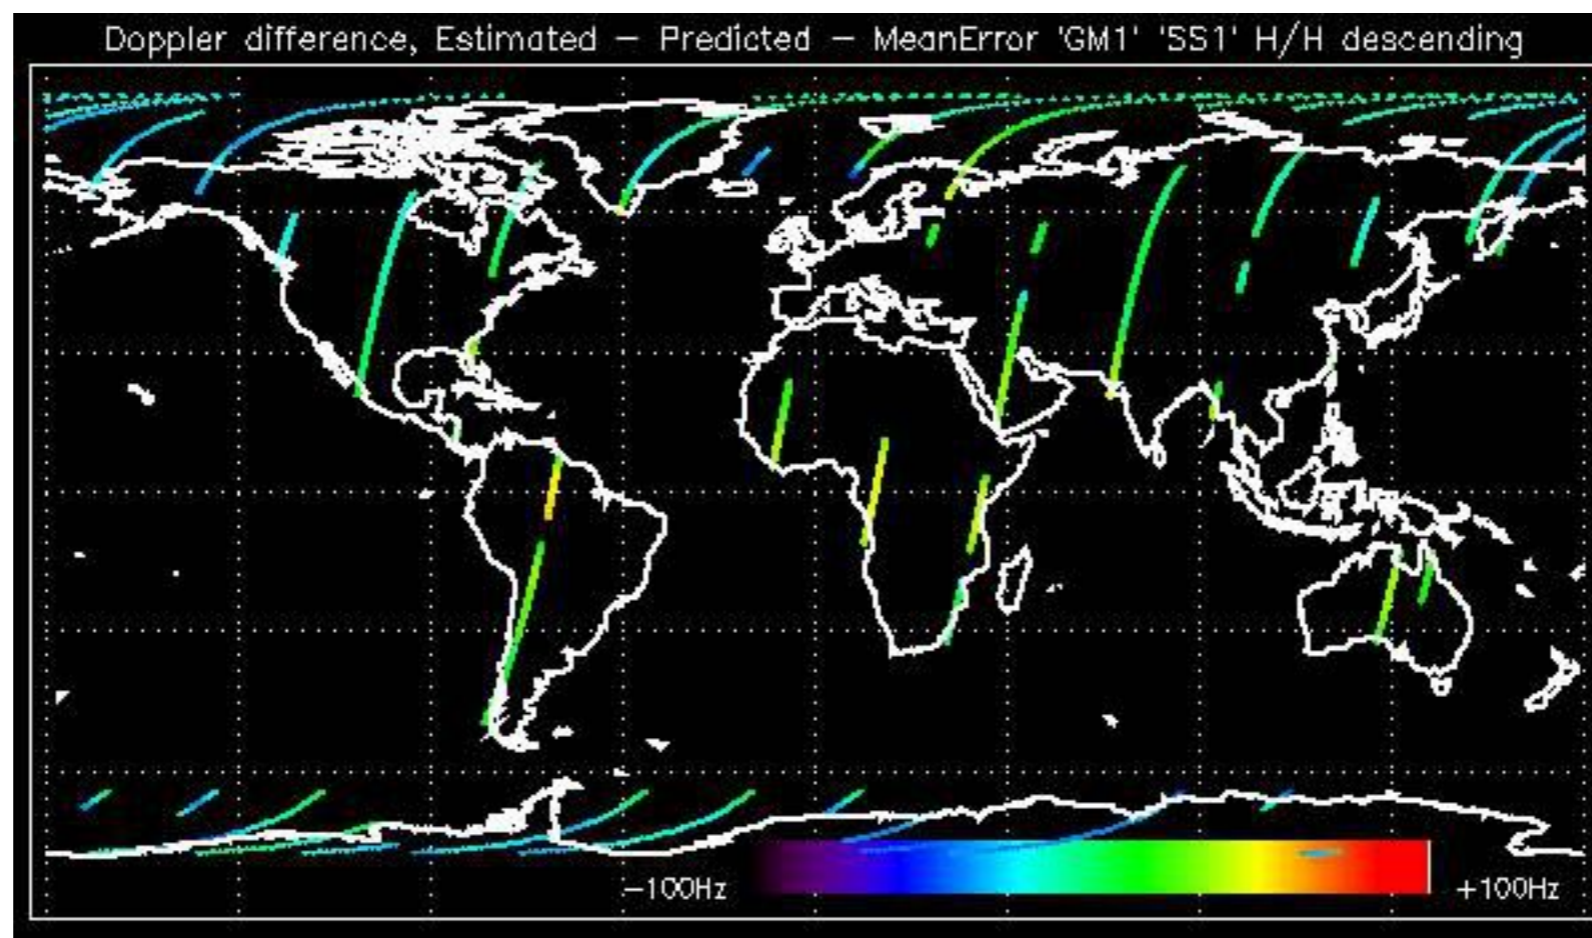 Doppler difference, Estimated – Predicted – MeanError 'GM1' 'SS1' H/H descending
–100Hz +100Hz